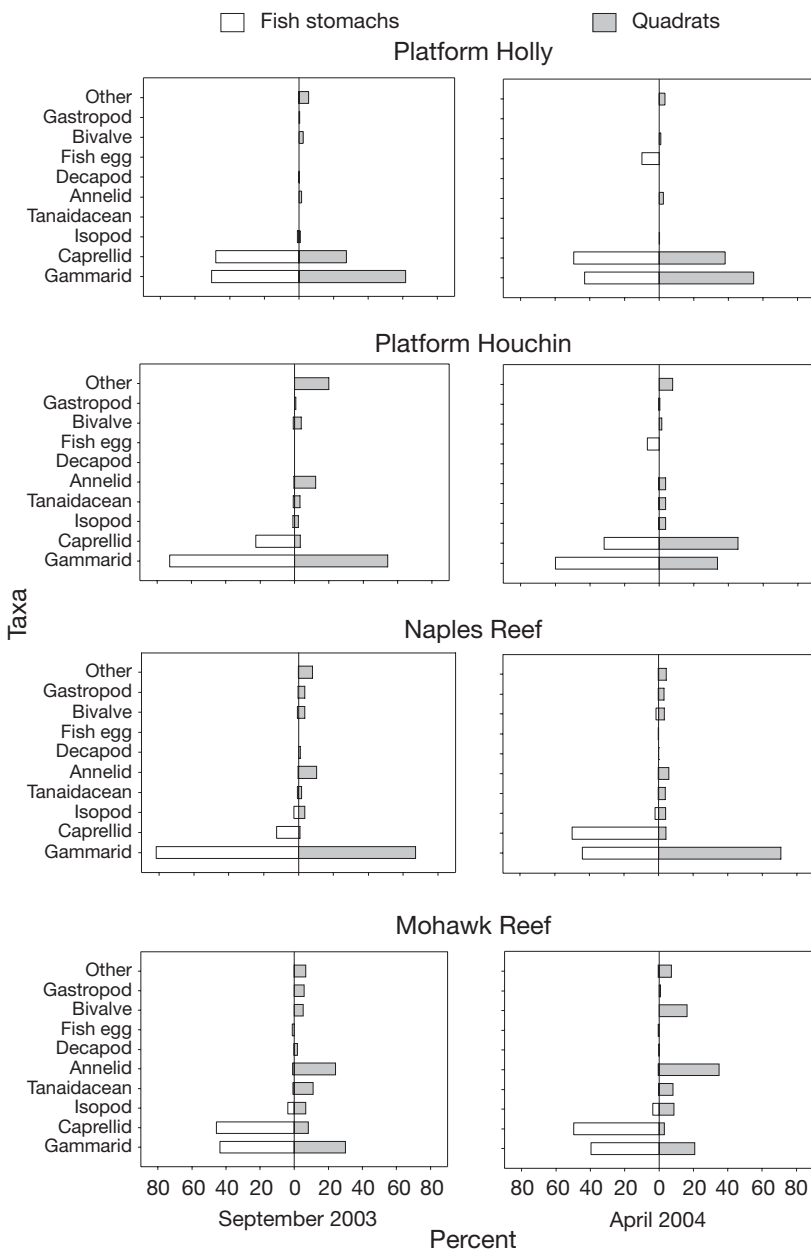 Fish stomachs Quadrats
Platform Holly
Other
Gastropod
Bivalve
Fish egg
Decapod
Annelid
Tanaidacean
Isopod
Caprellid
Gammarid
Platform Houchin
Other
Gastropod
Bivalve
Fish egg
Decapod
Annelid
Tanaidacean
Isopod
Caprellid
Gammarid
Taxa
Naples Reef
Other
Gastropod
Bivalve
Fish egg
Decapod
Annelid
Tanaidacean
Isopod
Caprellid
Gammarid
Mohawk Reef
Other
Gastropod
Bivalve
Fish egg
Decapod
Annelid
Tanaidacean
Isopod
Caprellid
Gammarid
80 60 40 20 0 20 40 60 80 80 60 40 20 0 20 40 60 80
September 2003 April 2004
Percent